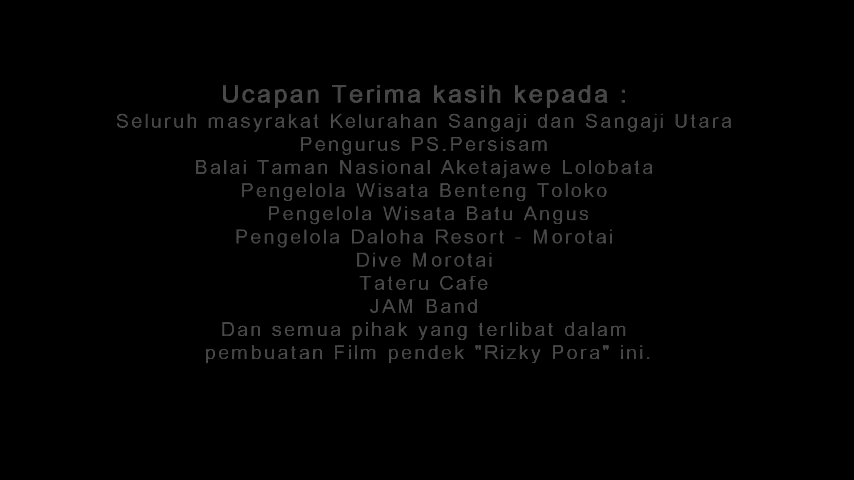 Ucapan Terima kasih kepada :
Seluruh masyrakat Kelurahan Sangaji dan Sangaji Utara
Pengurus PS.Persisam
Balai Taman Nasional Aketajawe Lolobata
Pengelola Wisata Benteng Toloko
Pengelola Wisata Batu Angus
Pengelola Daloha Resort - Morotai
Dive Morotai
Tateru Cafe
JAM Band
Dan semua pihak yang terlibat dalam
pembuatan Film pendek "Rizky Pora" ini.